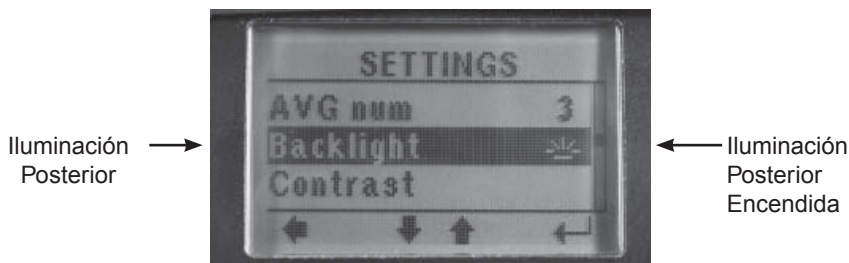 SETTINGS
AVG num 3
Iluminación
Posterior
Backlight
Iluminación
Posterior
Encendida
Contrast